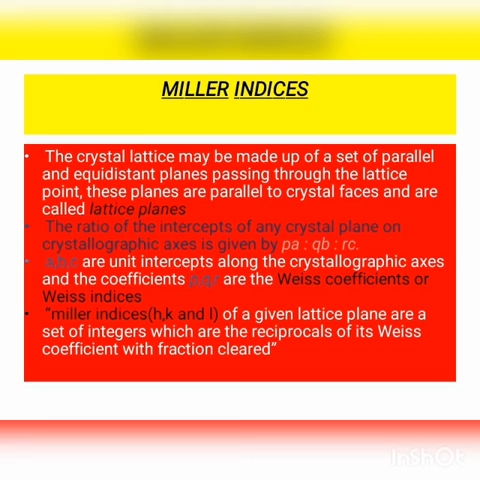 MILLER INDICES
• The crystal lattice may be made up of a set of parallel
and equidistant planes passing through the lattice
point, these planes are parallel to crystal faces and are
called lattice planes
• The ratio of the intercepts of any crystal plane on
crystallographic axes is given by pa : qb : rc.
• a,b,c are unit intercepts along the crystallographic axes
and the coefficients p,q,r are the Weiss coefficients or
Weiss indices
• “miller indices(h,k and l) of a given lattice plane are a
set of integers which are the reciprocals of its Weiss
coefficient with fraction cleared”
InShOt